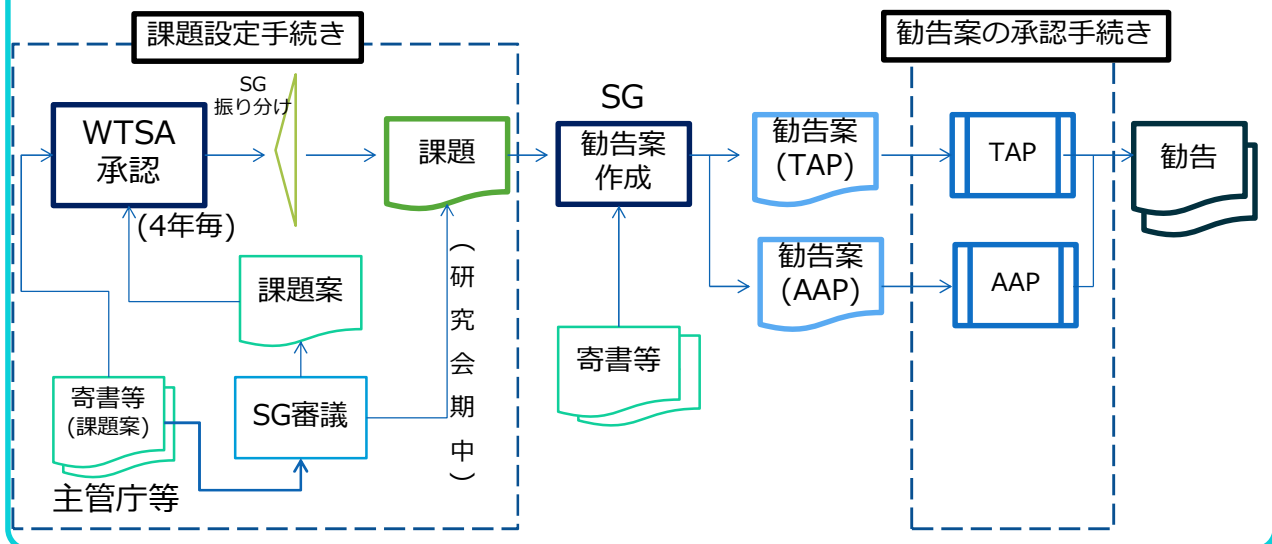 課題設定手続き
勧告案の承認手続き
SG
振り分け
WTSA
承認
(4年毎)
課題
課題案
寄書等
(課題案)
主管庁等
SG審議
(研究会期中)
SG
勧告案
作成
寄書等
勧告案
(TAP)
勧告案
(AAP)
TAP
AAP
勧告